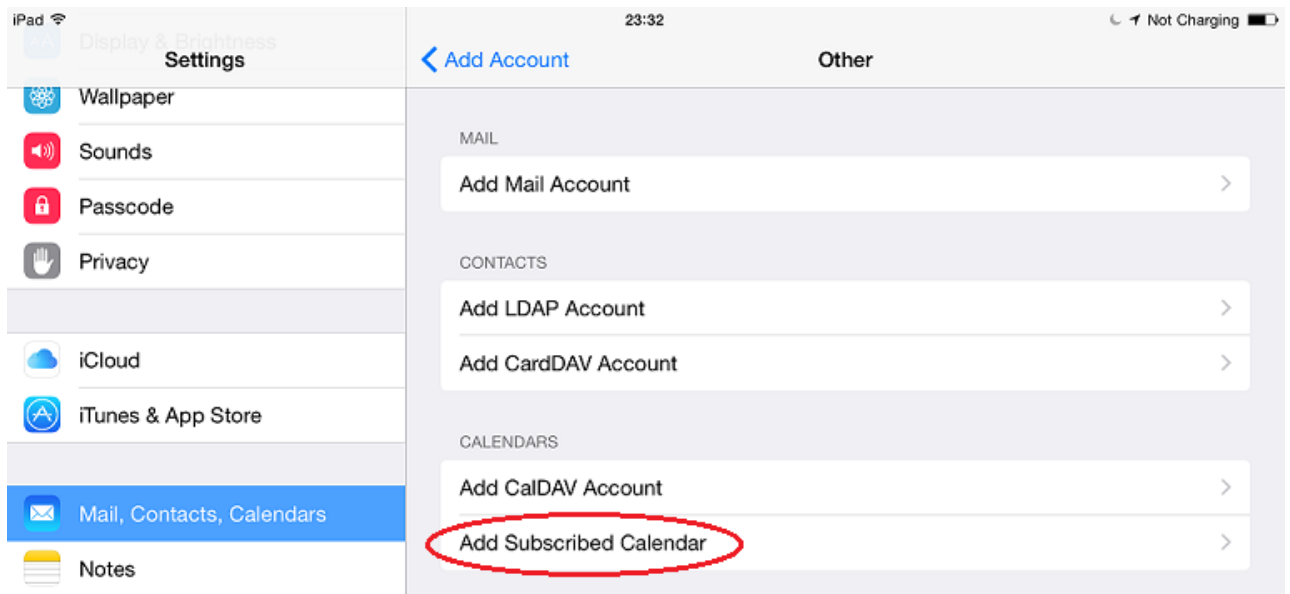 iPad
23:32
Not Charging
Display & Brightness
Settings
Add Account
Other
Wallpaper
Sounds
Passcode
Privacy
iCloud
iTunes & App Store
Mail, Contacts, Calendars
Notes
MAIL
Add Mail Account
CONTACTS
Add LDAP Account
Add CardDAV Account
CALENDARS
Add CalDAV Account
Add Subscribed Calendar